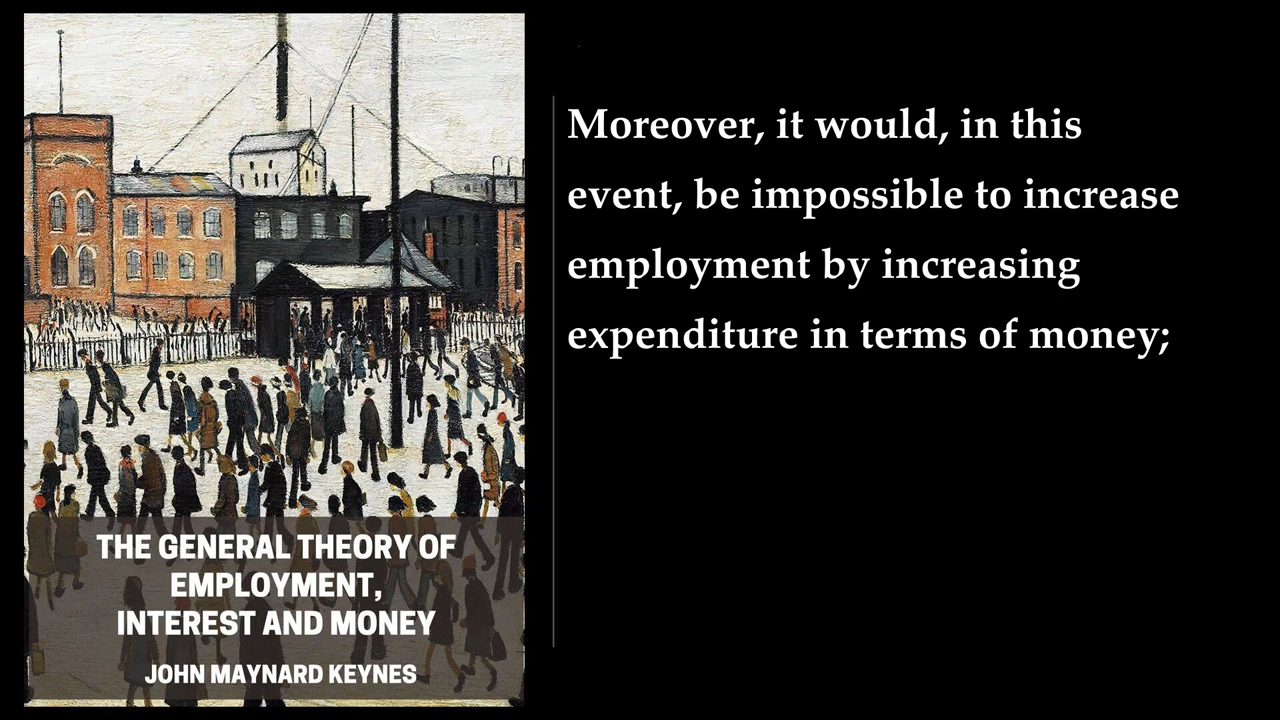 THE GENERAL THEORY OF
EMPLOYMENT,
INTEREST AND MONEY
JOHN MAYNARD KEYNES
Moreover, it would, in this
event, be impossible to increase
employment by increasing
expenditure in terms of money;